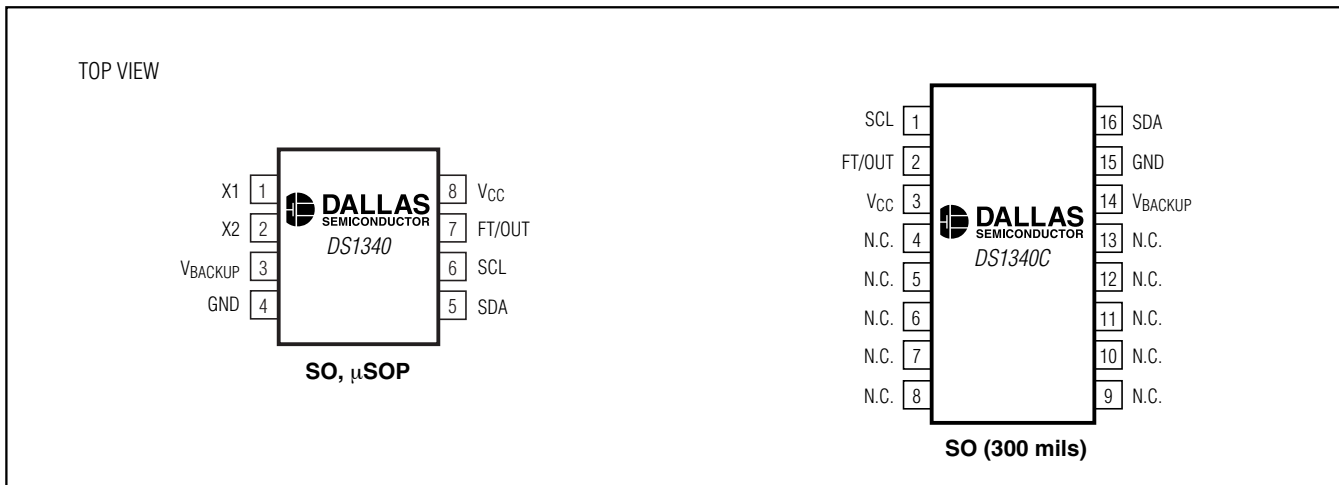 TOP VIEW
X1 1
X2 2
VBACKUP 3
GND 4
DALLAS
SEMICONDUCTOR
DS1340
8 VCC
7 FT/OUT
6 SCL
5 SDA
SO, µSOP
SCL 1
FT/OUT 2
VCC 3
N.C. 4
N.C. 5
N.C. 6
N.C. 7
N.C. 8
DALLAS
SEMICONDUCTOR
DS1340C
16 SDA
15 GND
14 VBACKUP
13 N.C.
12 N.C.
11 N.C.
10 N.C.
9 N.C.
SO (300 mils)